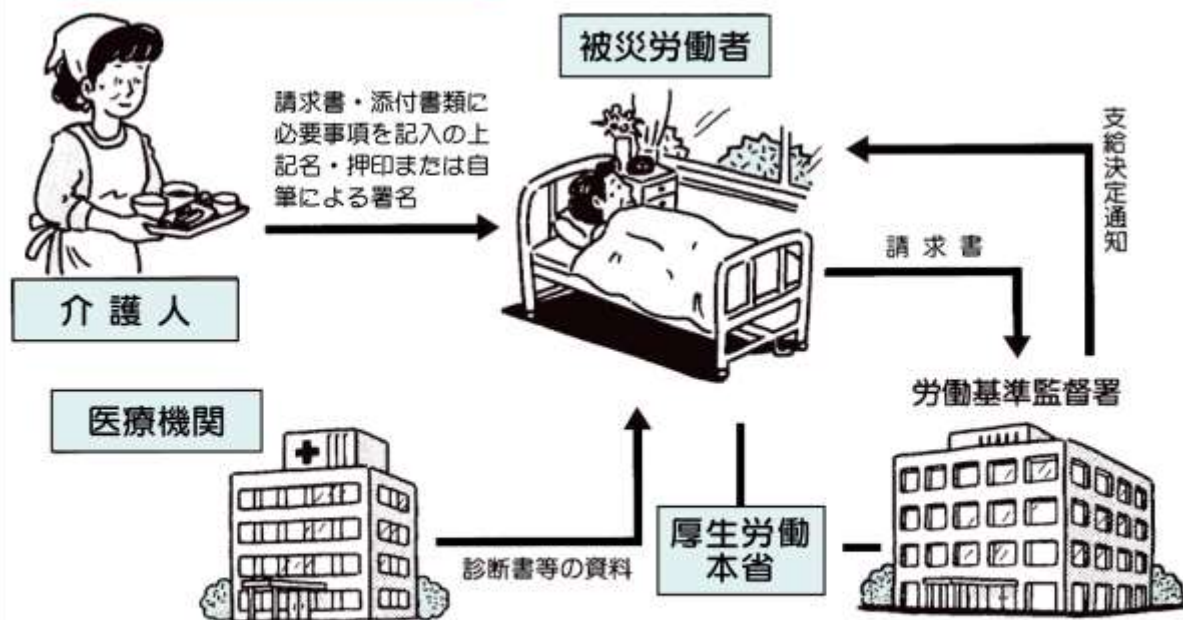 被災労働者
請求書・添付書類に
必要事項を記入の上
記名・押印または自
筆による署名
支給決定通知
請求書
介護人
労働基準監督署
医療機関
厚生労働
本省
診断書等の資料